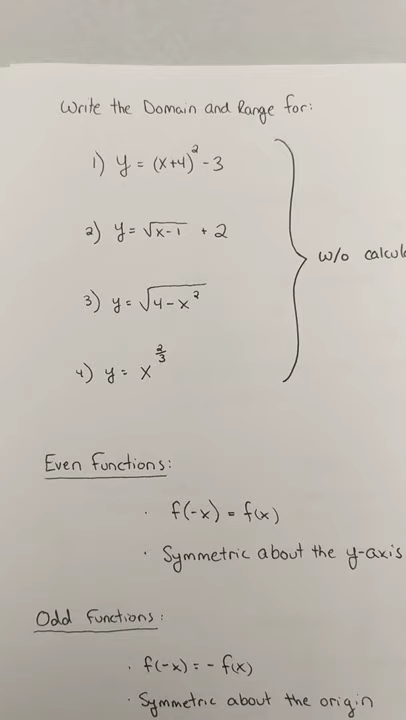 Write the Domain and Range for:
1) y = (x+4)² - 3
2) y = √x-1 + 2
w/o
3) y = √4-x²
4) y = x^(2/3)
Even Functions:
· f(-x) = f(x)
· Symmetric about the y-axis
Odd Functions:
· f(-x) = - f(x)
· Symmetric about the origin